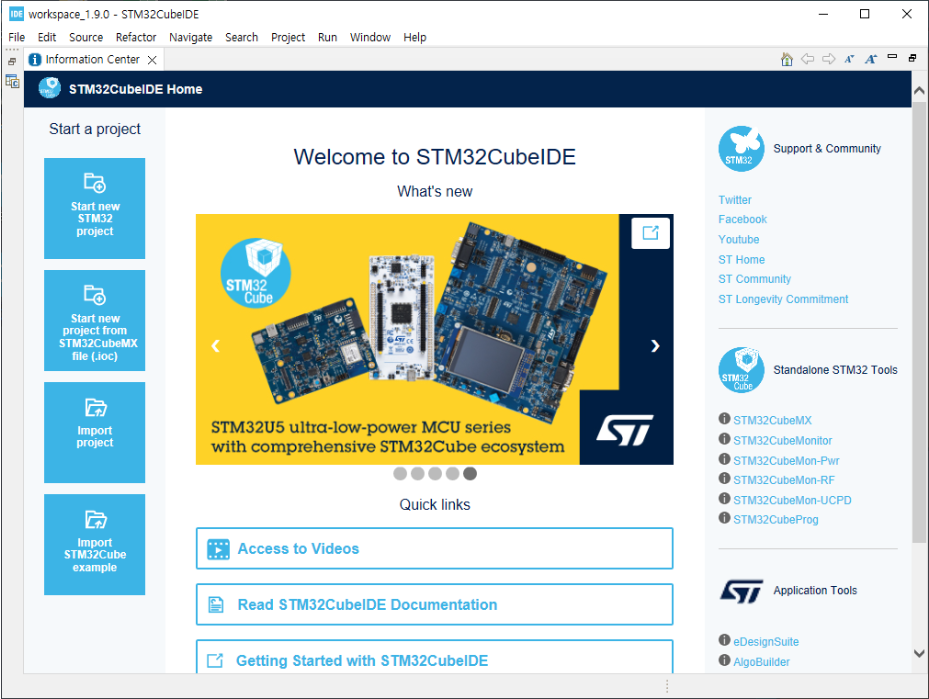 IDE workspace_1.9.0 - STM32CubeIDE
File Edit Source Refactor Navigate Search Project Run Window Help
Information Center
STM32CubeIDE Home
Start a project
Start new
STM32
project
Start new
project from
STM32CubeMX
file (.ioc)
Import
project
Import
STM32Cube
example
Welcome to STM32CubeIDE
What's new
STM32
Cube
STM32U5 ultra-low-power MCU series
with comprehensive STM32Cube ecosystem
ST
Quick links
Access to Videos
Read STM32CubeIDE Documentation
Getting Started with STM32CubeIDE
STM32
Support & Community
Twitter
Facebook
Youtube
ST Home
ST Community
ST Longevity Commitment
STM32
Cube
Standalone STM32 Tools
STM32CubeMX
STM32CubeMonitor
STM32CubeMon-Pwr
STM32CubeMon-RF
STM32CubeMon-UCPD
STM32CubeProg
ST
Application Tools
eDesignSuite
AlgoBuilder